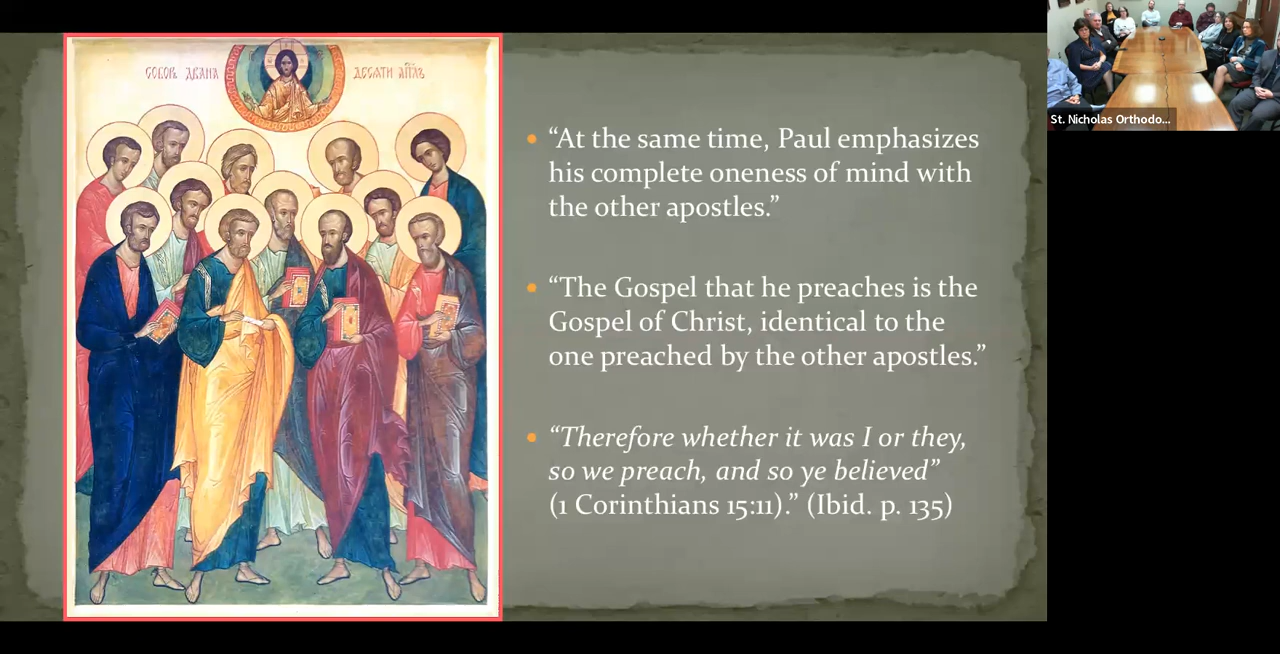 СОБОРЪ ДВАНА ДЕСЯТИ АПⷭ҇ЛЪ
“At the same time, Paul emphasizes
his complete oneness of mind with
the other apostles.”
“The Gospel that he preaches is the
Gospel of Christ, identical to the
one preached by the other apostles.”
“Therefore whether it was I or they,
so we preach, and so ye believed”
(1 Corinthians 15:11).” (Ibid. p. 135)
St. Nicholas Orthodo...